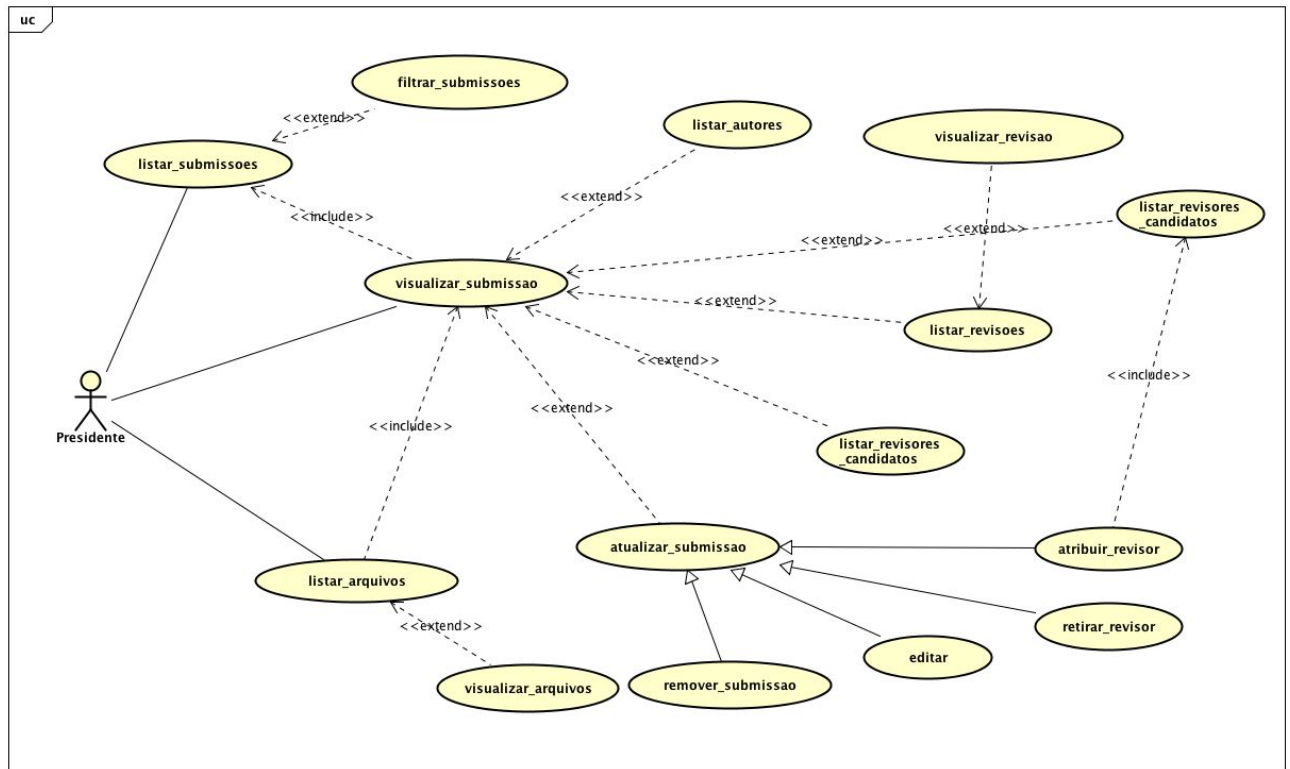 uc
filtrar_submissoes
<<extend>>
listar_autores
visualizar_revisao
listar_submissoes
<<extend>>
listar_revisores
_candidatos
<<include>>
<<extend>>
<<extend>>
visualizar_submissao
<<extend>>
listar_revisoes
<<extend>>
<<include>>
<<extend>>
<<include>>
Presidente
listar_revisores
_candidatos
atualizar_submissao
atribuir_revisor
listar_arquivos
<<extend>>
retirar_revisor
editar
visualizar_arquivos
remover_submissao